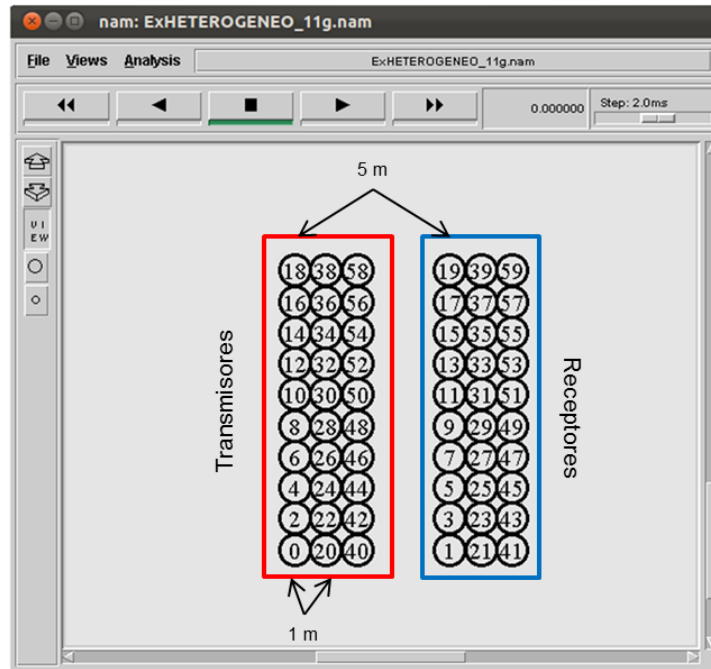 nam: ExHETEROGENEO_11g.nam
File Views Analysis ExHETEROGENEO_11g.nam
0.000000 Step: 2.0ms
VIEW
5 m
Transmisores
18 38 58 19 39 59
16 36 56 17 37 57
14 34 54 15 35 55
12 32 52 13 33 53
10 30 50 11 31 51
8 28 48 9 29 49
6 26 46 7 27 47
4 24 44 5 25 45
2 22 42 3 23 43
0 20 40 1 21 41
Receptores
1 m